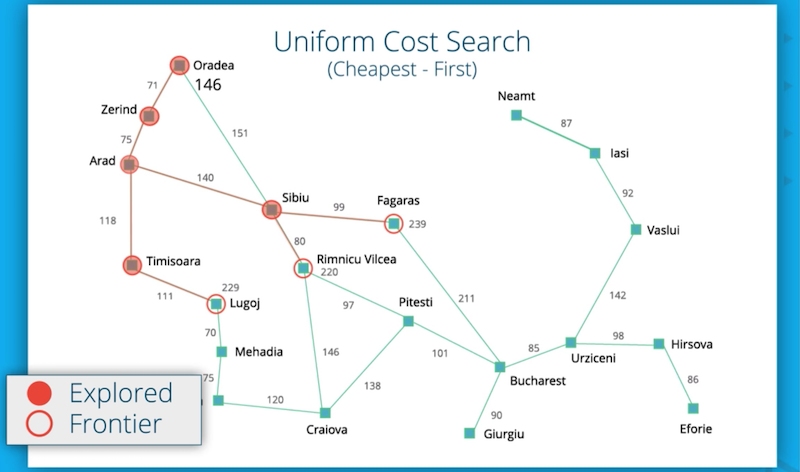 Uniform Cost Search
(Cheapest - First)
Oradea
146
71
Zerind
151
75
Arad
140
Sibiu
99
Fagaras
239
118
80
Timisoara
Rimnicu Vilcea
220
111
229
Lugoj
97
Pitesti
211
70
Mehadia
146
101
138
75
120
Craiova
Neamt
87
Iasi
92
Vaslui
142
85
98
Urziceni
Hirsova
Bucharest
86
90
Giurgiu
Eforie
Explored
Frontier